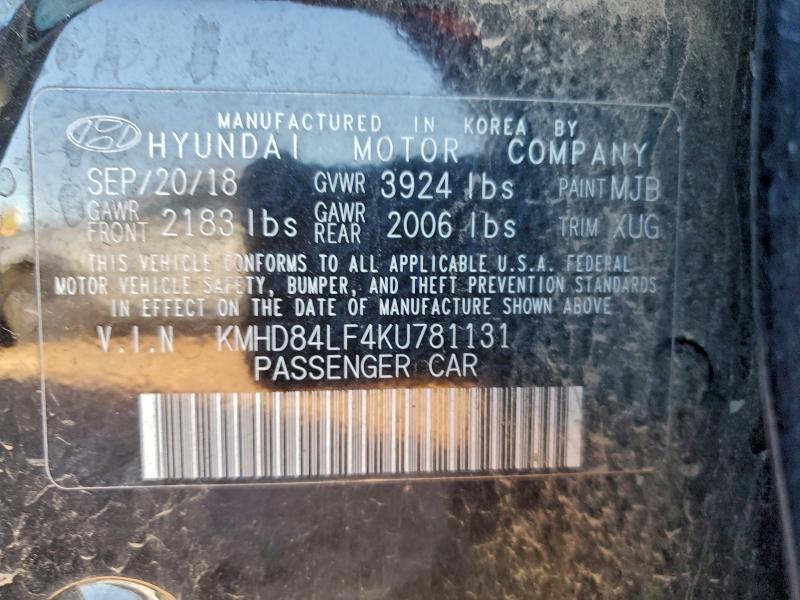 MANUFACTURED IN KOREA BY
HYUNDAI MOTOR COMPANY
SEP/20/18 GVWR 3924 lbs PAINT MJB
GAWR FRONT 2183 lbs GAWR REAR 2006 lbs TRIM XUG
THIS VEHICLE CONFORMS TO ALL APPLICABLE U.S.A. FEDERAL
MOTOR VEHICLE SAFETY, BUMPER, AND THEFT PREVENTION STANDARDS
IN EFFECT ON THE DATE OF MANUFACTURE SHOWN ABOVE
V.I.N KMHD84LF4KU781131
PASSENGER CAR